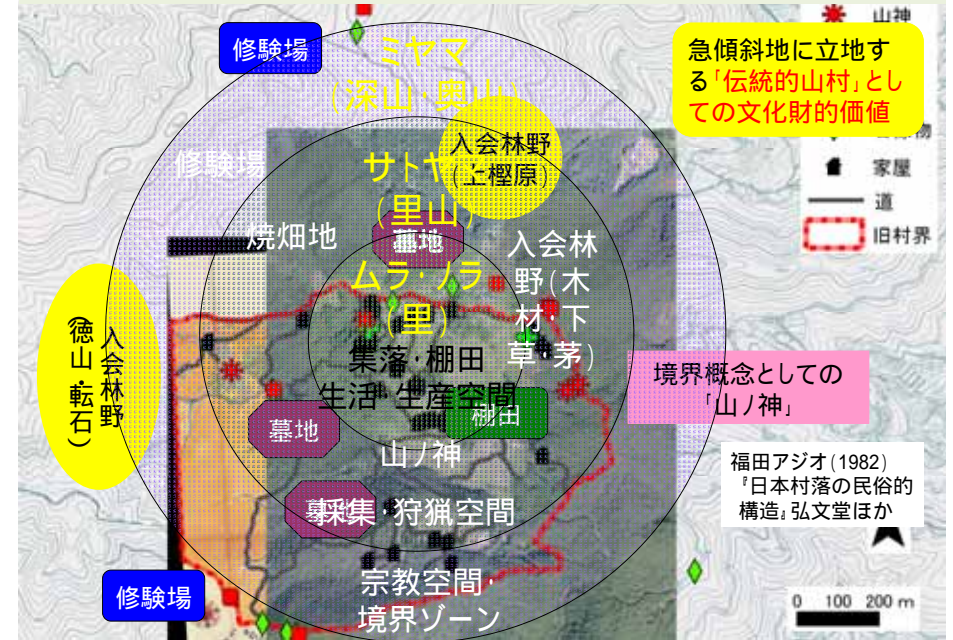 修験場
ミヤマ
(深山・奥山)
山神
急傾斜地に立地す
る「伝統的山村」とし
ての文化財的価値
物
家屋
道
旧村界
入会林野
(上樫原)
修験場
サトヤマ
(里山)
焼畑地
墓地
入会林
野(木
材・下
草・茅)
ムラ・ノラ
(里)
集落・棚田
生活・生産空間
棚田
入会林野
(徳山・転石)
境界概念としての
「山ノ神」
墓地
山ノ神
福田アジオ(1982)
『日本村落の民俗的
構造』弘文堂ほか
墓地
採集・狩猟空間
修験場
宗教空間・
境界ゾーン
0 100 200 m